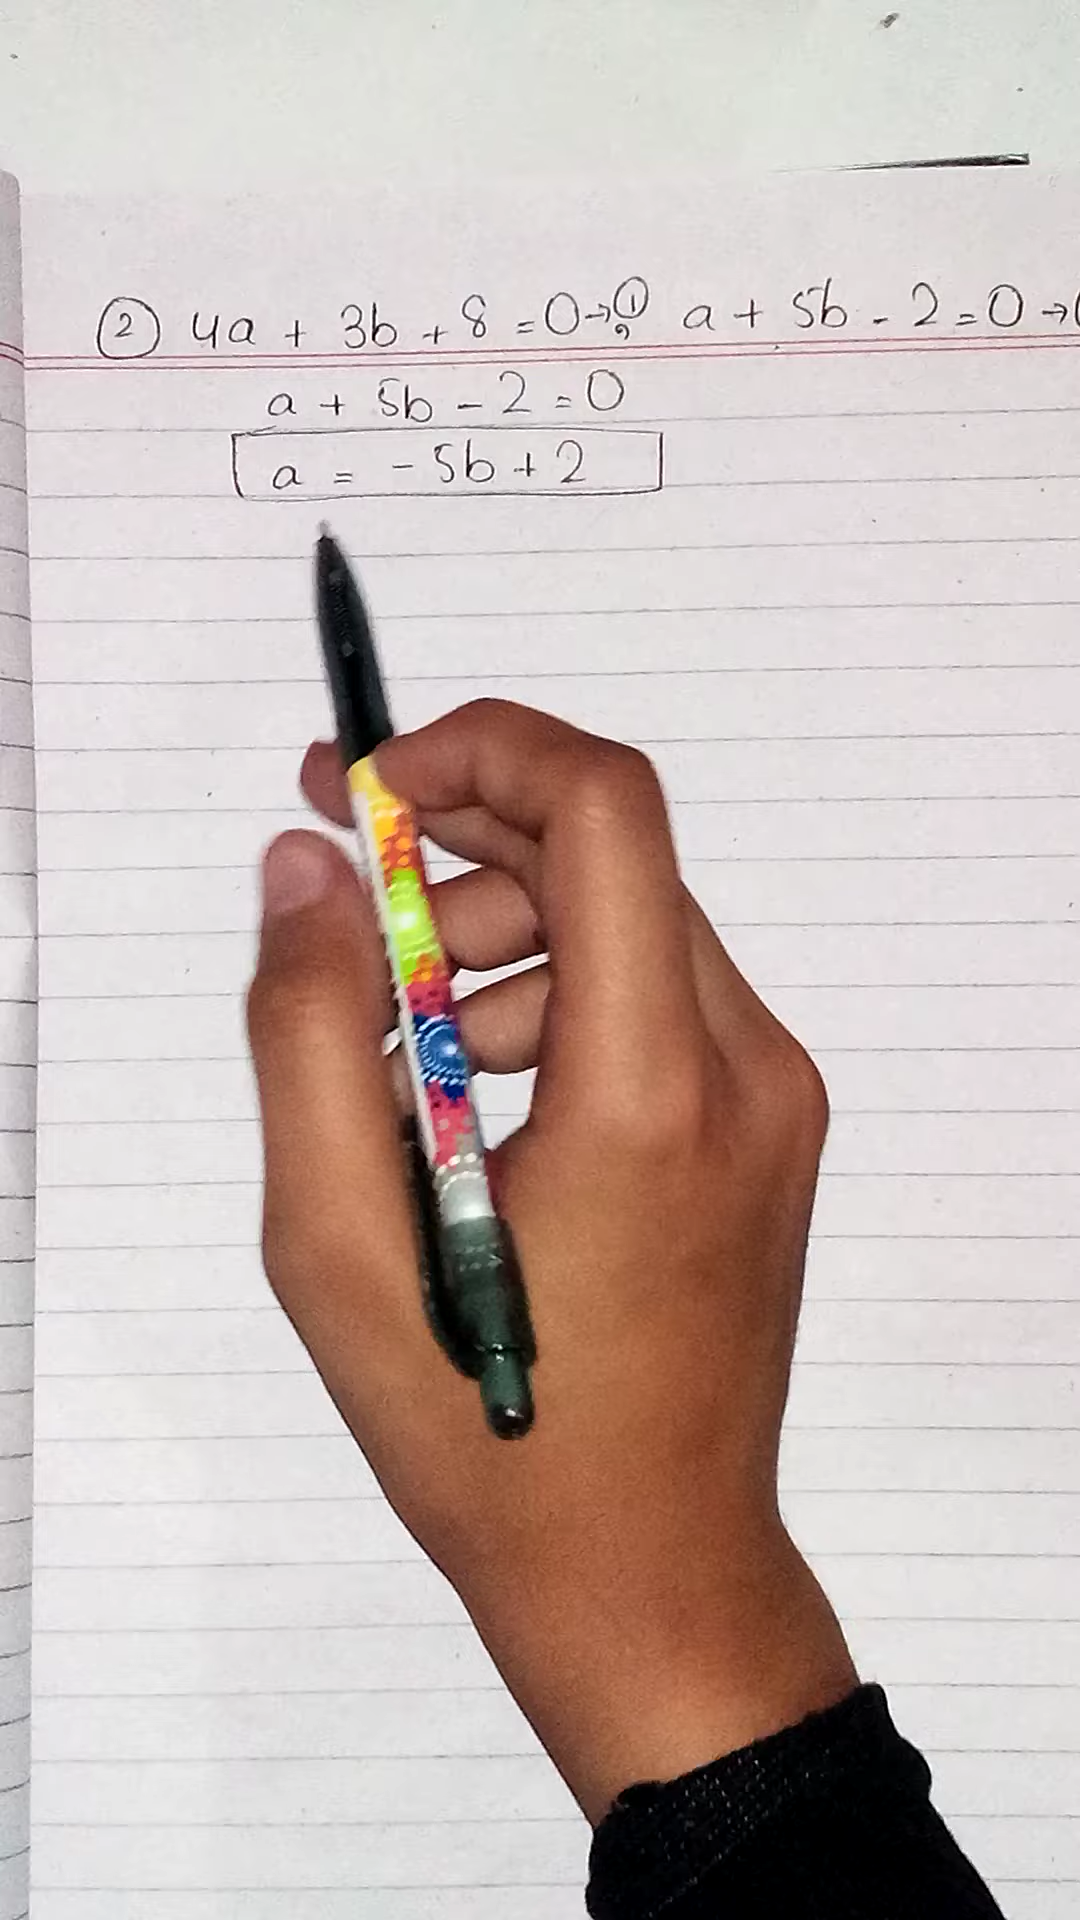 ② 4a + 3b + 8 = 0 → ① , a + 5b - 2 = 0 →
a + 5b - 2 = 0
a = - 5b + 2